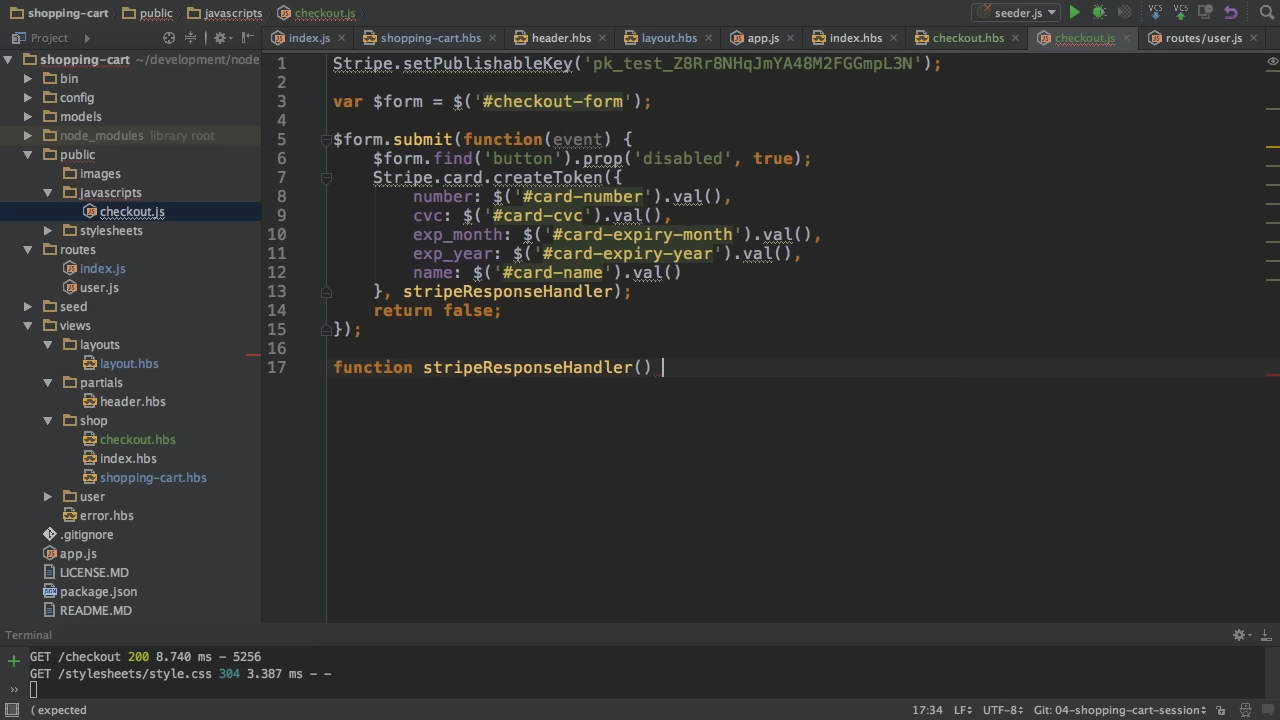 shopping-cart public javascripts checkout.js seeder.js
Project index.js shopping-cart.hbs header.hbs layout.hbs app.js index.hbs checkout.hbs checkout.js routes/user.js
shopping-cart ~/development/node
bin
config
models
node_modules library root
public
images
javascripts
checkout.js
stylesheets
routes
index.js
user.js
seed
views
layouts
layout.hbs
partials
header.hbs
shop
checkout.hbs
index.hbs
shopping-cart.hbs
user
error.hbs
.gitignore
app.js
LICENSE.MD
package.json
README.MD
1 Stripe.setPublishableKey('pk_test_Z8Rr8NHqJmYA48M2FGGmpL3N');
2
3 var $form = $('#checkout-form');
4
5 $form.submit(function(event) {
6 $form.find('button').prop('disabled', true);
7 Stripe.card.createToken({
8 number: $('#card-number').val(),
9 cvc: $('#card-cvc').val(),
10 exp_month: $('#card-expiry-month').val(),
11 exp_year: $('#card-expiry-year').val(),
12 name: $('#card-name').val()
13 }, stripeResponseHandler);
14 return false;
15 });
16
17 function stripeResponseHandler()
Terminal
GET /checkout 200 8.740 ms - 5256
GET /stylesheets/style.css 304 3.387 ms - -
( expected 17:34 LF UTF-8 Git: 04-shopping-cart-session